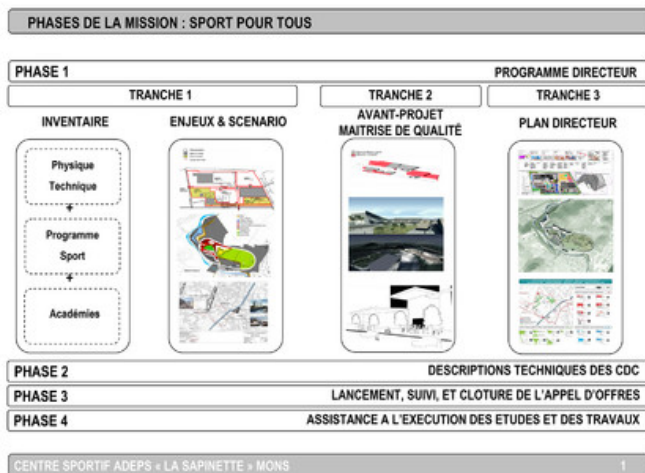 PHASES DE LA MISSION : SPORT POUR TOUS
PHASE 1 PROGRAMME DIRECTEUR
TRANCHE 1 TRANCHE 2 TRANCHE 3
INVENTAIRE
ENJEUX & SCENARIO
AVANT-PROJET
MAITRISE DE QUALITÉ
PLAN DIRECTEUR
Physique
Technique
+
Programme
Sport
+
Académies
PHASE 2 DESCRIPTIONS TECHNIQUES DES CDC
PHASE 3 LANCEMENT, SUIVI, ET CLOTURE DE L'APPEL D'OFFRES
PHASE 4 ASSISTANCE A L'EXECUTION DES ETUDES ET DES TRAVAUX
CENTRE SPORTIF ADEPS « LA SAPINETTE » MONS 1